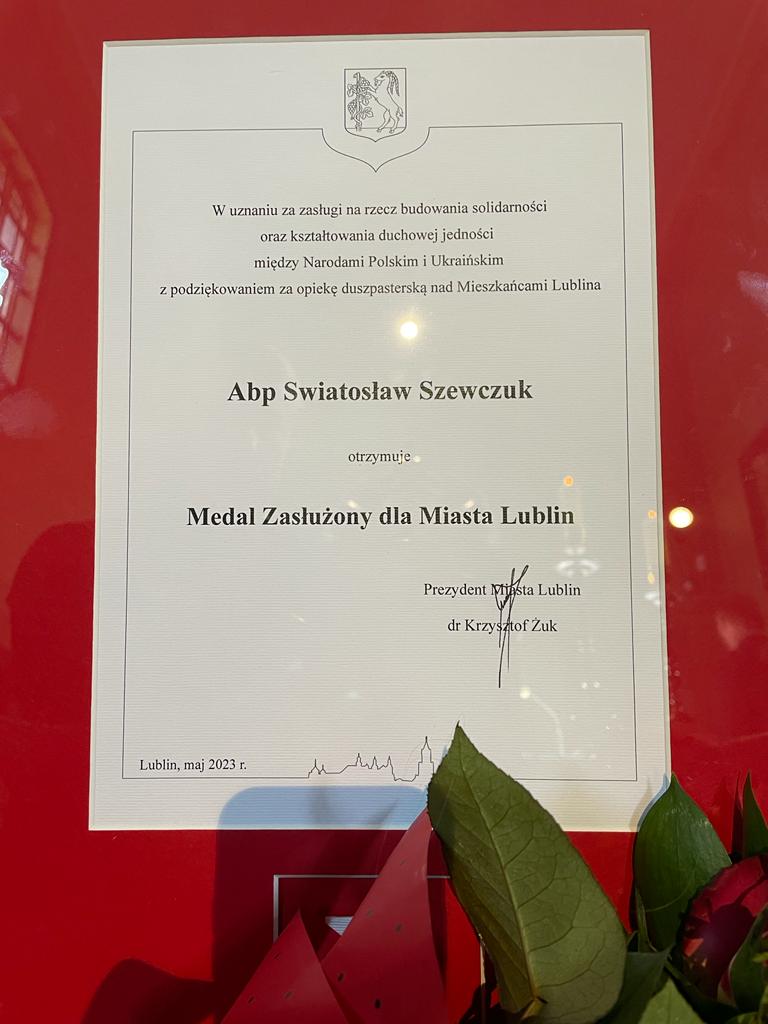 W uznaniu za zasługi na rzecz budowania solidarności
oraz kształtowania duchowej jedności
między Narodami Polskim i Ukraińskim
z podziękowaniem za opiekę duszpasterską nad Mieszkańcami Lublina
Abp Swiatosław Szewczuk
otrzymuje
Medal Zasłużony dla Miasta Lublin
Prezydent Miasta Lublin
dr Krzysztof Żuk
Lublin, maj 2023 r.